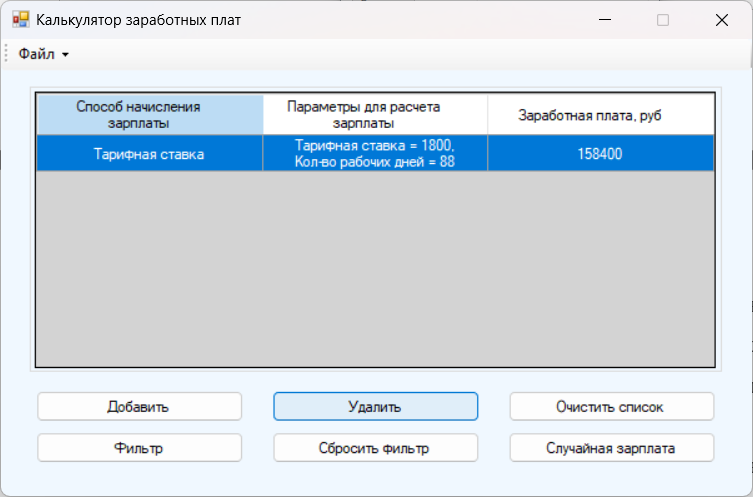 Калькулятор заработных плат
Файл
Способ начисления
зарплаты
Параметры для расчета
зарплаты
Заработная плата, руб
Тарифная ставка
Тарифная ставка = 1800,
Кол-во рабочих дней = 88
158400
Добавить
Удалить
Очистить список
Фильтр
Сбросить фильтр
Случайная зарплата